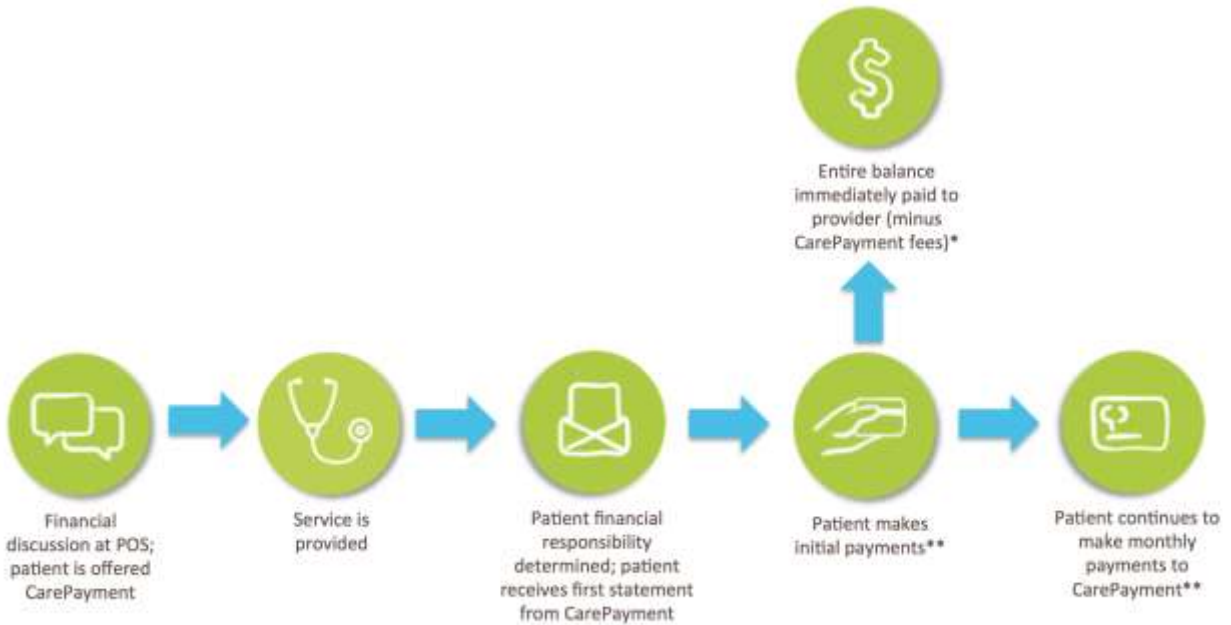 Entire balance
immediately paid to
provider (minus
CarePayment fees)*
Financial
discussion at POS;
patient is offered
CarePayment
Service is
provided
Patient financial
responsibility
determined; patient
receives first statement
from CarePayment
Patient makes
initial payments**
Patient continues to
make monthly
payments to
CarePayment**